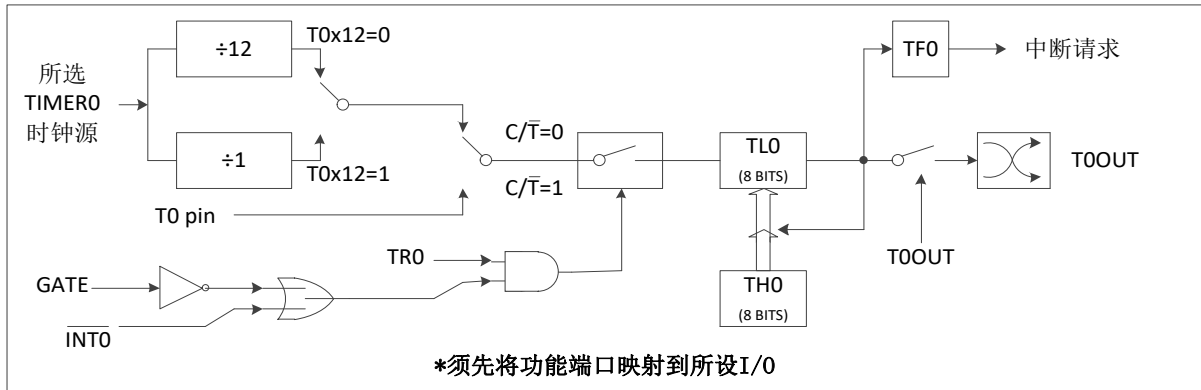 ÷12
T0x12=0
TF0
中断请求
所选
TIMER0
时钟源
÷1
T0x12=1
C/T̅=0
C/T̅=1
TL0
(8 BITS)
T0OUT
T0 pin
TR0
T0OUT
GATE
TH0
(8 BITS)
I̅N̅T̅0̅
*须先将功能端口映射到所设I/O